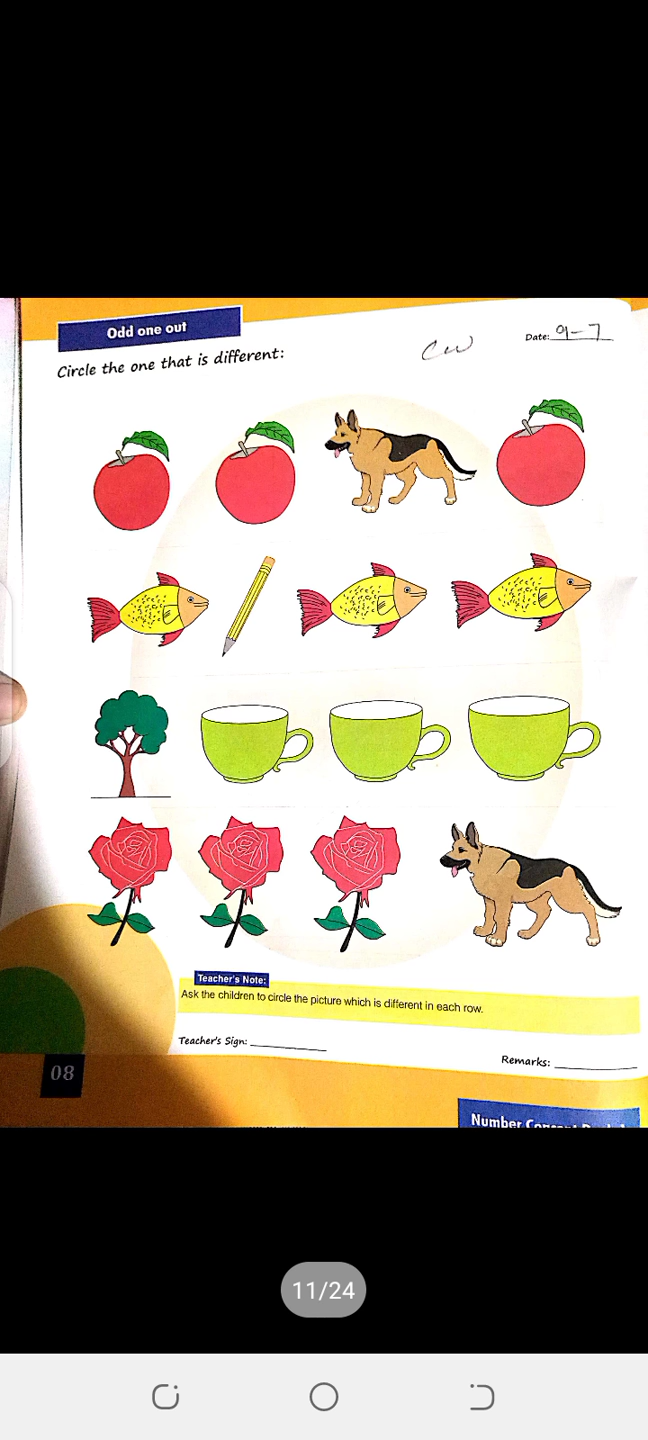 Odd one out
Circle the one that is different:
CW
Date: 9-7
Teacher's Note:
Ask the children to circle the picture which is different in each row.
Teacher's Sign:
Remarks:
08
Number
11/24